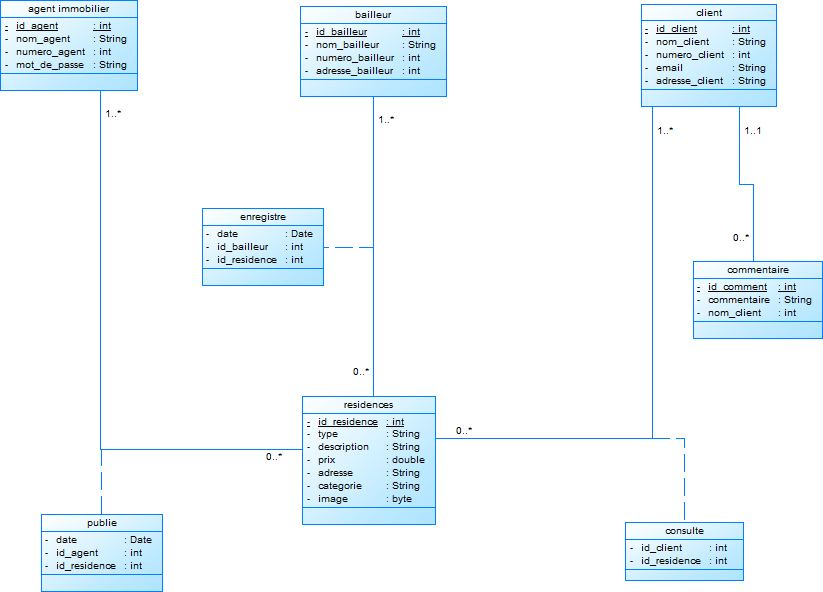 agent immobilier
- id_agent : int
- nom_agent : String
- numero_agent : int
- mot_de_passe : String
1..*
bailleur
- id_bailleur : int
- nom_bailleur : String
- numero_bailleur : int
- adresse_bailleur : int
1..*
client
- id_client : int
- nom_client : String
- numero_client : int
- email : String
- adresse_client : String
1..*
1..1
enregistre
- date : Date
- id_bailleur : int
- id_residence : int
0..*
commentaire
- id_comment : int
- commentaire : String
- nom_client : int
0..*
residences
- id_residence : int
- type : String
- description : String
- prix : double
- adresse : String
- categorie : String
- image : byte
0..*
0..*
publie
- date : Date
- id_agent : int
- id_residence : int
consulte
- id_client : int
- id_residence : int